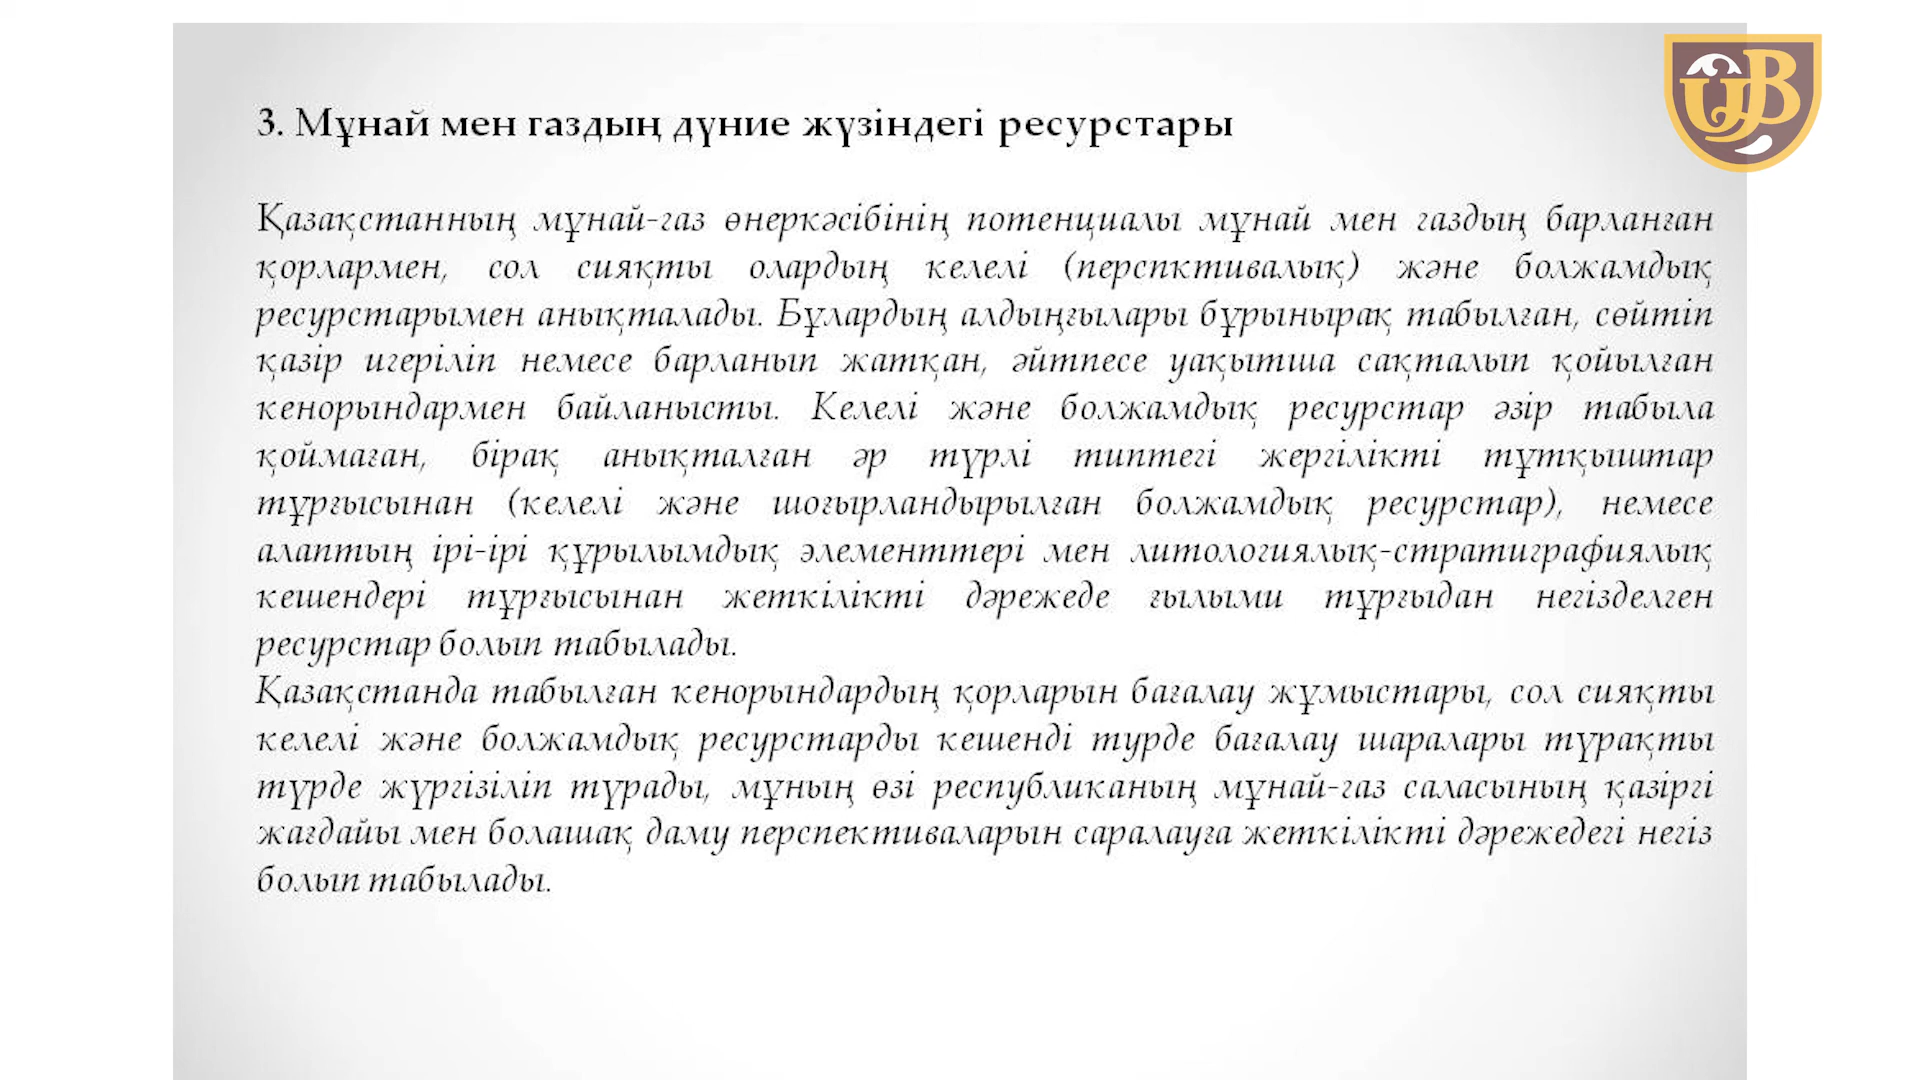 3. Мұнай мен газдың дүние жүзіндегі ресурстары
Қазақстанның мұнай-газ өнеркәсібінің потенциалы мұнай мен газдың барланған
қорлармен, сол сияқты олардың келелі (перспктивалық) және болжамдық
ресурстарымен анықталады. Бұлардың алдыңғылары бұрынырақ табылған, сөйтіп
қазір игеріліп немесе барланып жатқан, әйтпесе уақытша сақталып қойылған
кенорындармен байланысты. Келелі және болжамдық ресурстар әзір табыла
қоймаған, бірақ анықталған әр түрлі типтегі жергілікті тұтқыштар
тұрғысынан (келелі және шоғырландырылған болжамдық ресурстар), немесе
алаптың ірі-ірі құрылымдық элементтері мен литологиялық-стратиграфиялық
кешендері тұрғысынан жеткілікті дәрежеде ғылыми тұрғыдан негізделген
ресурстар болып табылады.
Қазақстанда табылған кенорындардың қорларын бағалау жұмыстары, сол сияқты
келелі және болжамдық ресурстарды кешенді турде бағалау шаралары түрақты
түрде жүргізіліп түрады, мұның өзі республиканың мұнай-газ саласының қазіргі
жағдайы мен болашақ даму перспективаларын саралауға жеткілікті дәрежедегі негіз
болып табылады.